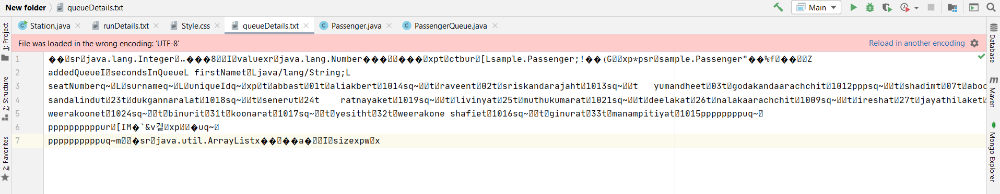 New folder queueDetails.txt Main
Station.java runDetails.txt Style.css queueDetails.txt Passenger.java PassengerQueue.java
File was loaded in the wrong encoding: 'UTF-8' Reload in another encoding
1 ��␀sr␀java.lang.Integer␀..���8␀␀I␀valuexr␀java.lang.Number���␀␀���␀xpt␀ctbur␀[Lsample.Passenger;!��(G␀␀xp*psr␀sample.Passenger"��%f␀��␀␀Z
2 addedQueueI␀secondsInQueueL firstNamet␀Ljava/lang/String;L
3 seatNumberq~␀L␀surnameq~␀L␀uniqueIdq~␀xp␀t␀abbast␀01t␀aliakbert␀1014sq~␀␀t␀raveent␀02t␀sriskandarajaht␀1013sq~␀␀t yumandheet␀03t␀godakandaarachchit␀1012pppsq~␀␀t␀shadimt␀07t␀aboo
4 sandalindut␀23t␀dukgannaralat␀1018sq~␀␀t␀senerut␀24t ratnayaket␀1019sq~␀␀t␀livinyat␀25t␀muthukumarat␀1021sq~␀␀t␀deelakat␀26t␀nalakaarachchit␀1009sq~␀␀t␀ireshat␀27t␀jayathilaket␀
5 weerakoonet␀1024sq~␀␀t␀binurit␀31t␀koonarat␀1017sq~␀␀t␀yesitht␀32t␀weerakone shafiet␀1016sq~␀␀t␀ginurat␀33t␀manampitiyat␀1015pppppppppuq~␀
6 ppppppppppur␀[IM�`&v겥␀xp␀␀�uq~␀
7 ppppppppppuq~m␀␀�sr␀java.util.ArrayListx��␀��a�␀␀I␀sizexpw␀x
1: Project
7: Structure
2: Favorites
Database
Maven
m
Mongo Explorer